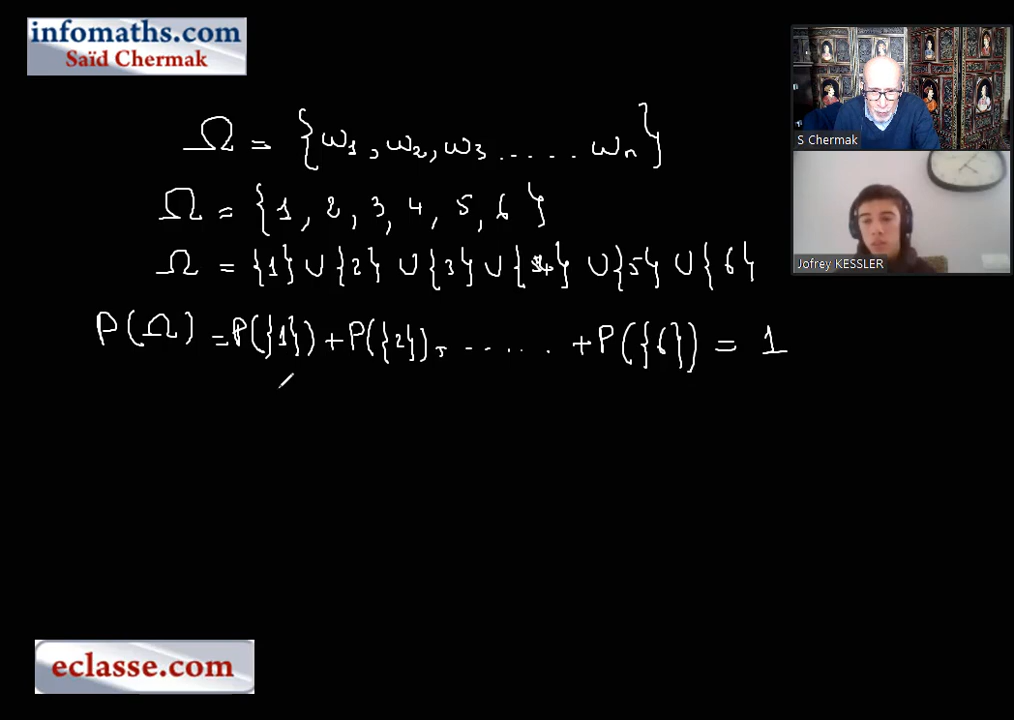 infomaths.com
Saïd Chermak
S Chermak
Jofrey KESSLER
Ω = {ω1, ω2, ω3 ..... ωn}
Ω = {1, 2, 3, 4, 5, 6}
Ω = {1} ∪ {2} ∪ {3} ∪ {4} ∪ {5} ∪ {6}
P(Ω) = P({1}) + P({2}), ...... + P({6}) = 1
eclasse.com